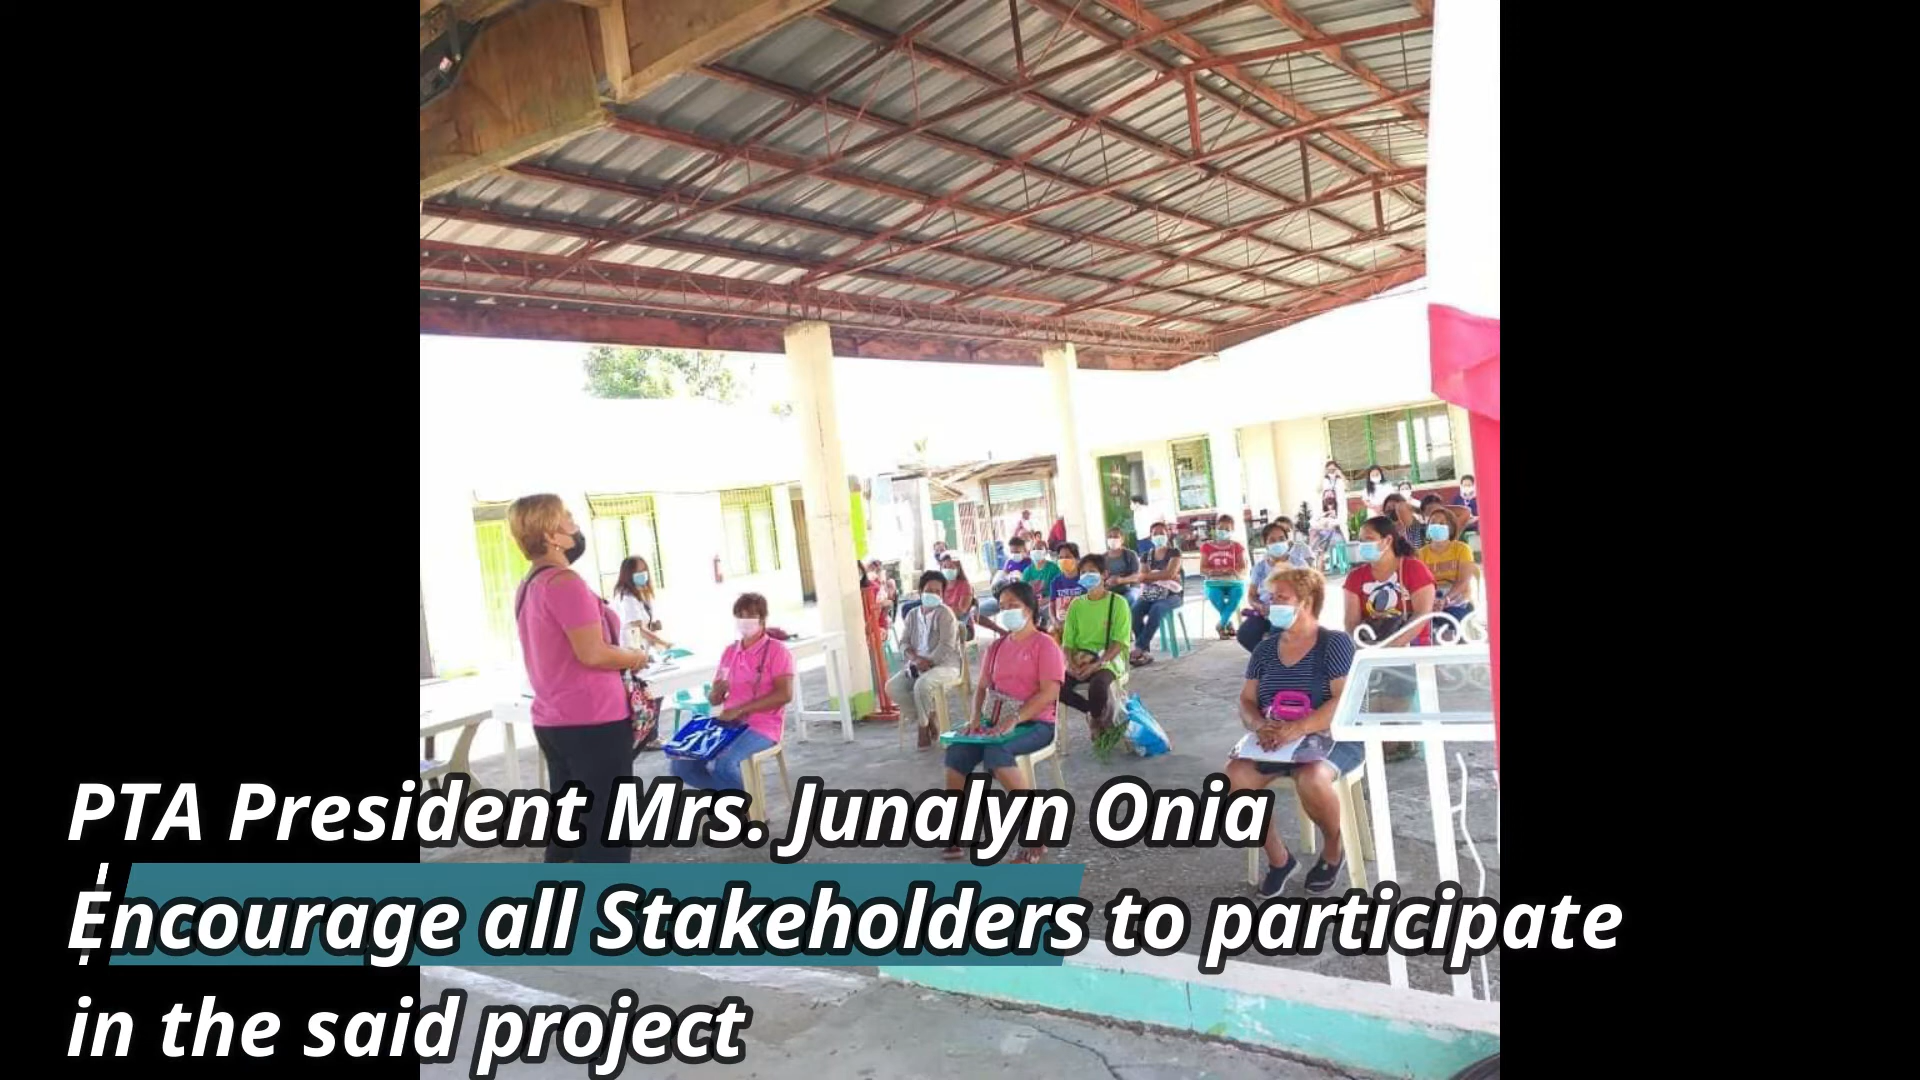 PTA President Mrs. Junalyn Onia
Encourage all Stakeholders to participate
in the said project